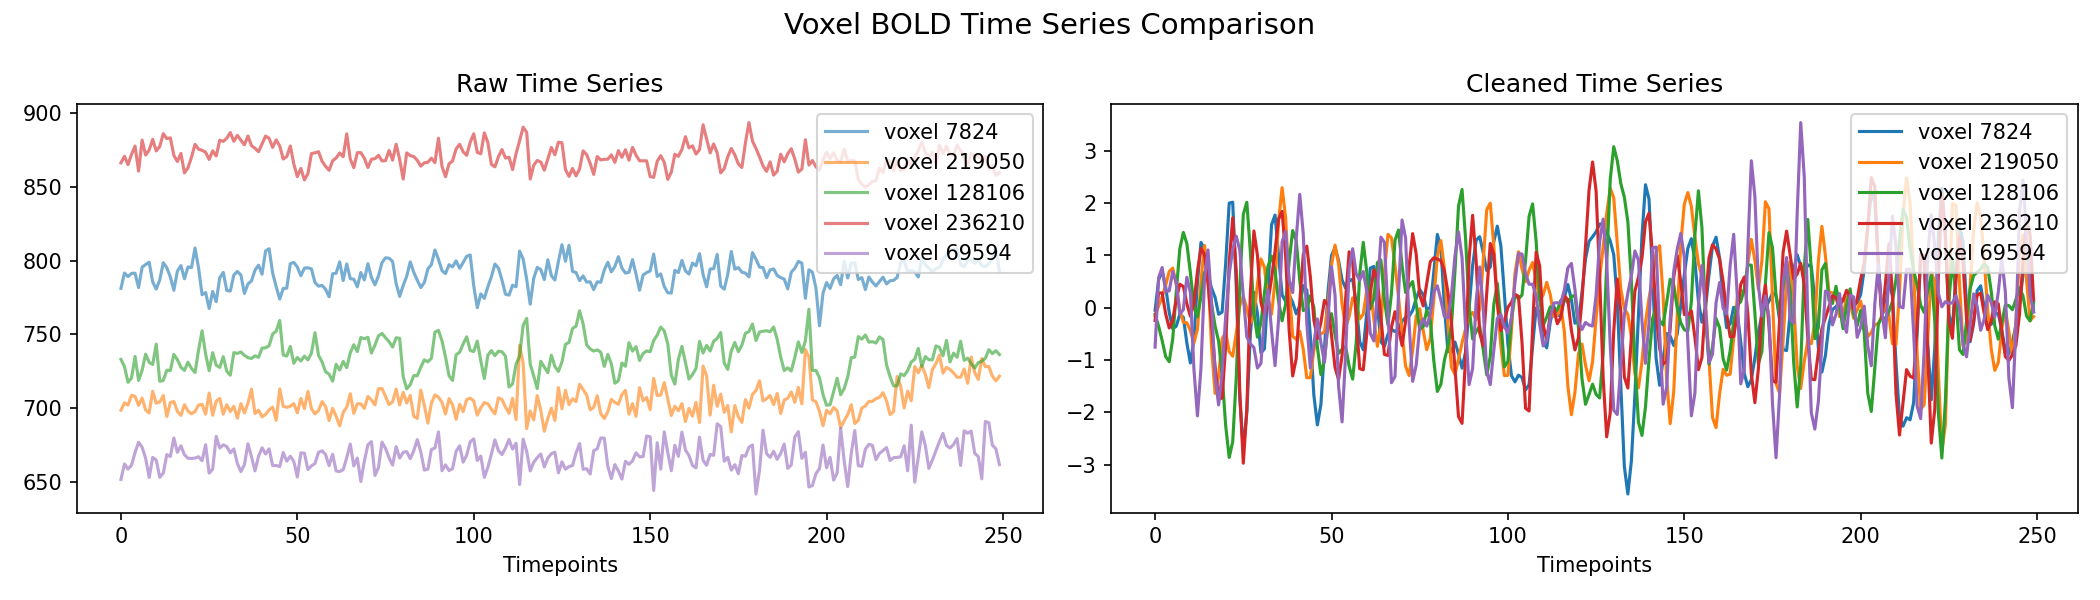 Voxel BOLD Time Series Comparison
Raw Time Series
900
850
800
750
700
650
0 50 100 150 200 250
Timepoints
voxel 7824
voxel 219050
voxel 128106
voxel 236210
voxel 69594
Cleaned Time Series
3
2
1
0
−1
−2
−3
0 50 100 150 200 250
Timepoints
voxel 7824
voxel 219050
voxel 128106
voxel 236210
voxel 69594